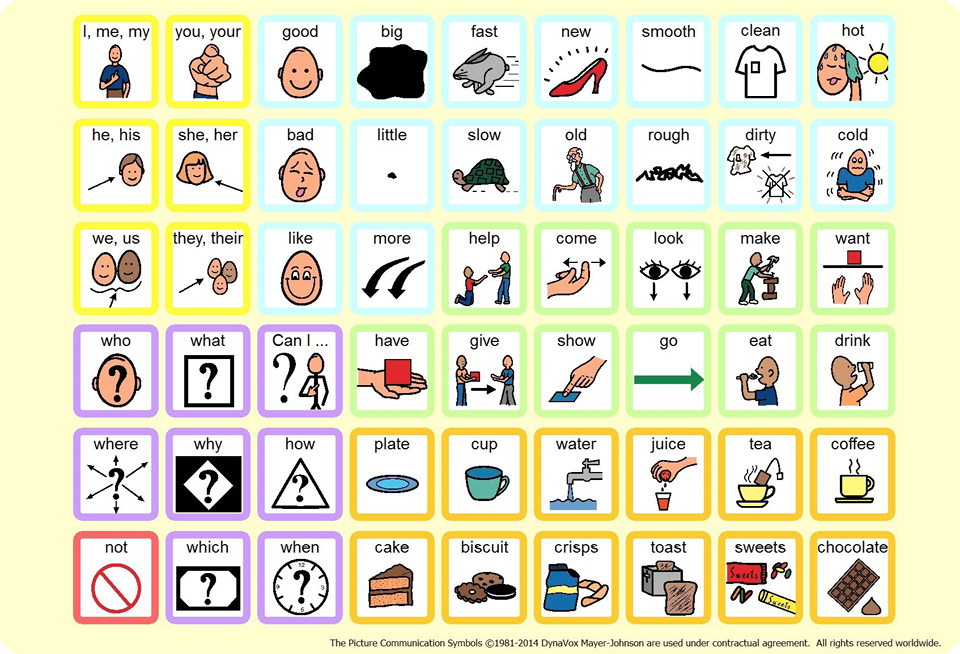 I, me, my you, your good big fast new smooth clean hot
he, his she, her bad little slow old rough dirty cold
we, us they, their like more help come look make want
who what Can I ... have give show go eat drink
where why how plate cup water juice tea coffee
not which when cake biscuit crisps toast sweets chocolate
12
3
6
9
Sweets
Sweets
The Picture Communication Symbols ©1981-2014 DynaVox Mayer-Johnson are used under contractual agreement. All rights reserved worldwide.